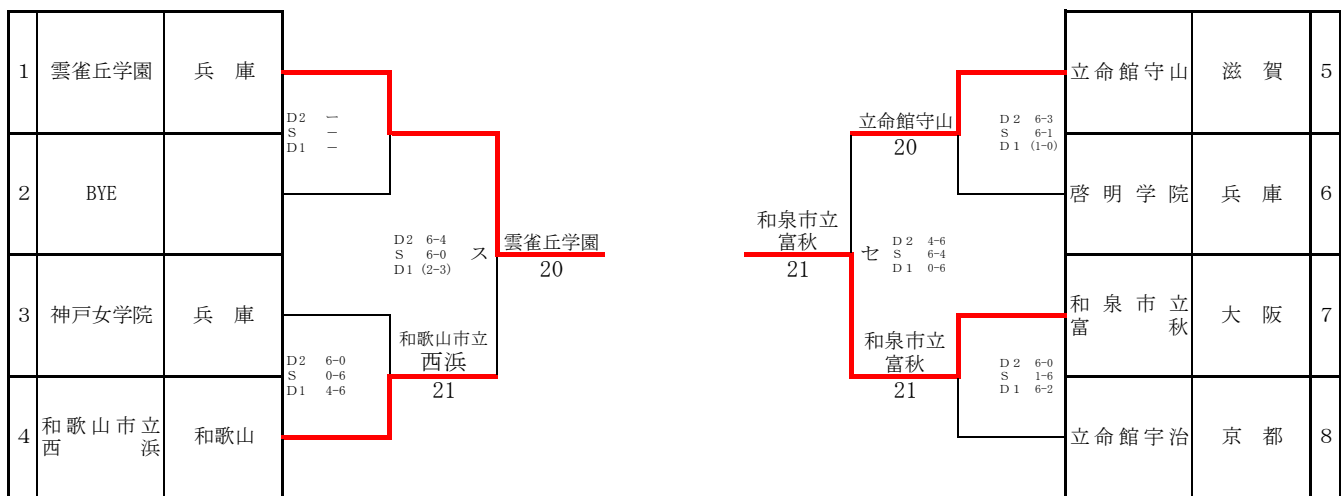 1 雲雀丘学園 兵 庫
D2 ー
S －
D1 －
2 BYE
D2 6-4
S 6-0
D1 (2-3)
ス
雲雀丘学園
20
3 神戸女学院 兵 庫
D2 6-0
S 0-6
D1 4-6
和歌山市立
西浜
21
4 和歌山市立
西 浜
和歌山
立命館守山 滋 賀 5
立命館守山
20
D2 6-3
S 6-1
D1 (1-0)
啓明学院 兵 庫 6
和泉市立
富秋
21
セ
D2 4-6
S 6-4
D1 0-6
和泉市立
富 秋
大 阪 7
和泉市立
富秋
21
D2 6-0
S 1-6
D1 6-2
立命館宇治 京 都 8